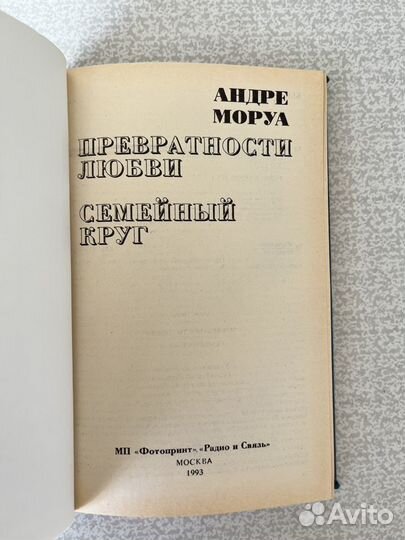 АНДРЕ
МОРУА
ПРЕВРАТНОСТИ
ЛЮБВИ
СЕМЕЙНЫЙ
КРУГ
МП «Фотопринт», «Радио и Связь»
МОСКВА
1993
Avito